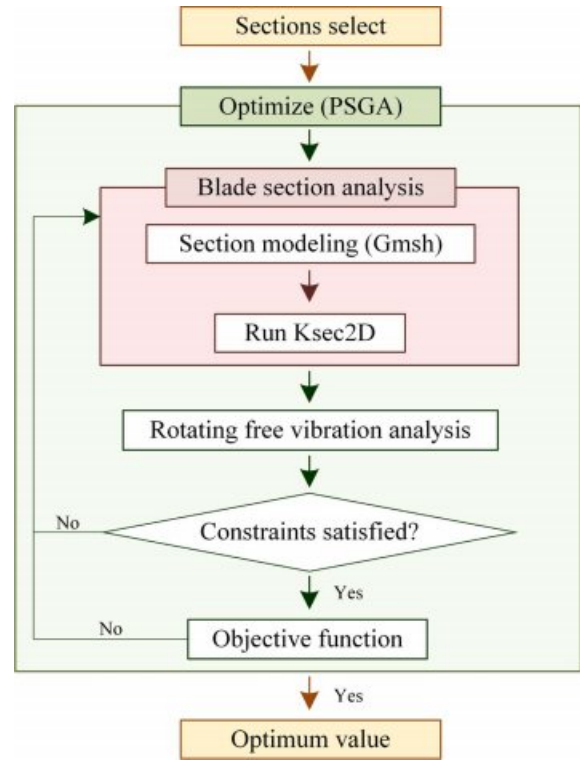 Sections select
Optimize (PSGA)
Blade section analysis
Section modeling (Gmsh)
Run Ksec2D
Rotating free vibration analysis
Constraints satisfied?
No
Yes
Objective function
No
Yes
Optimum value